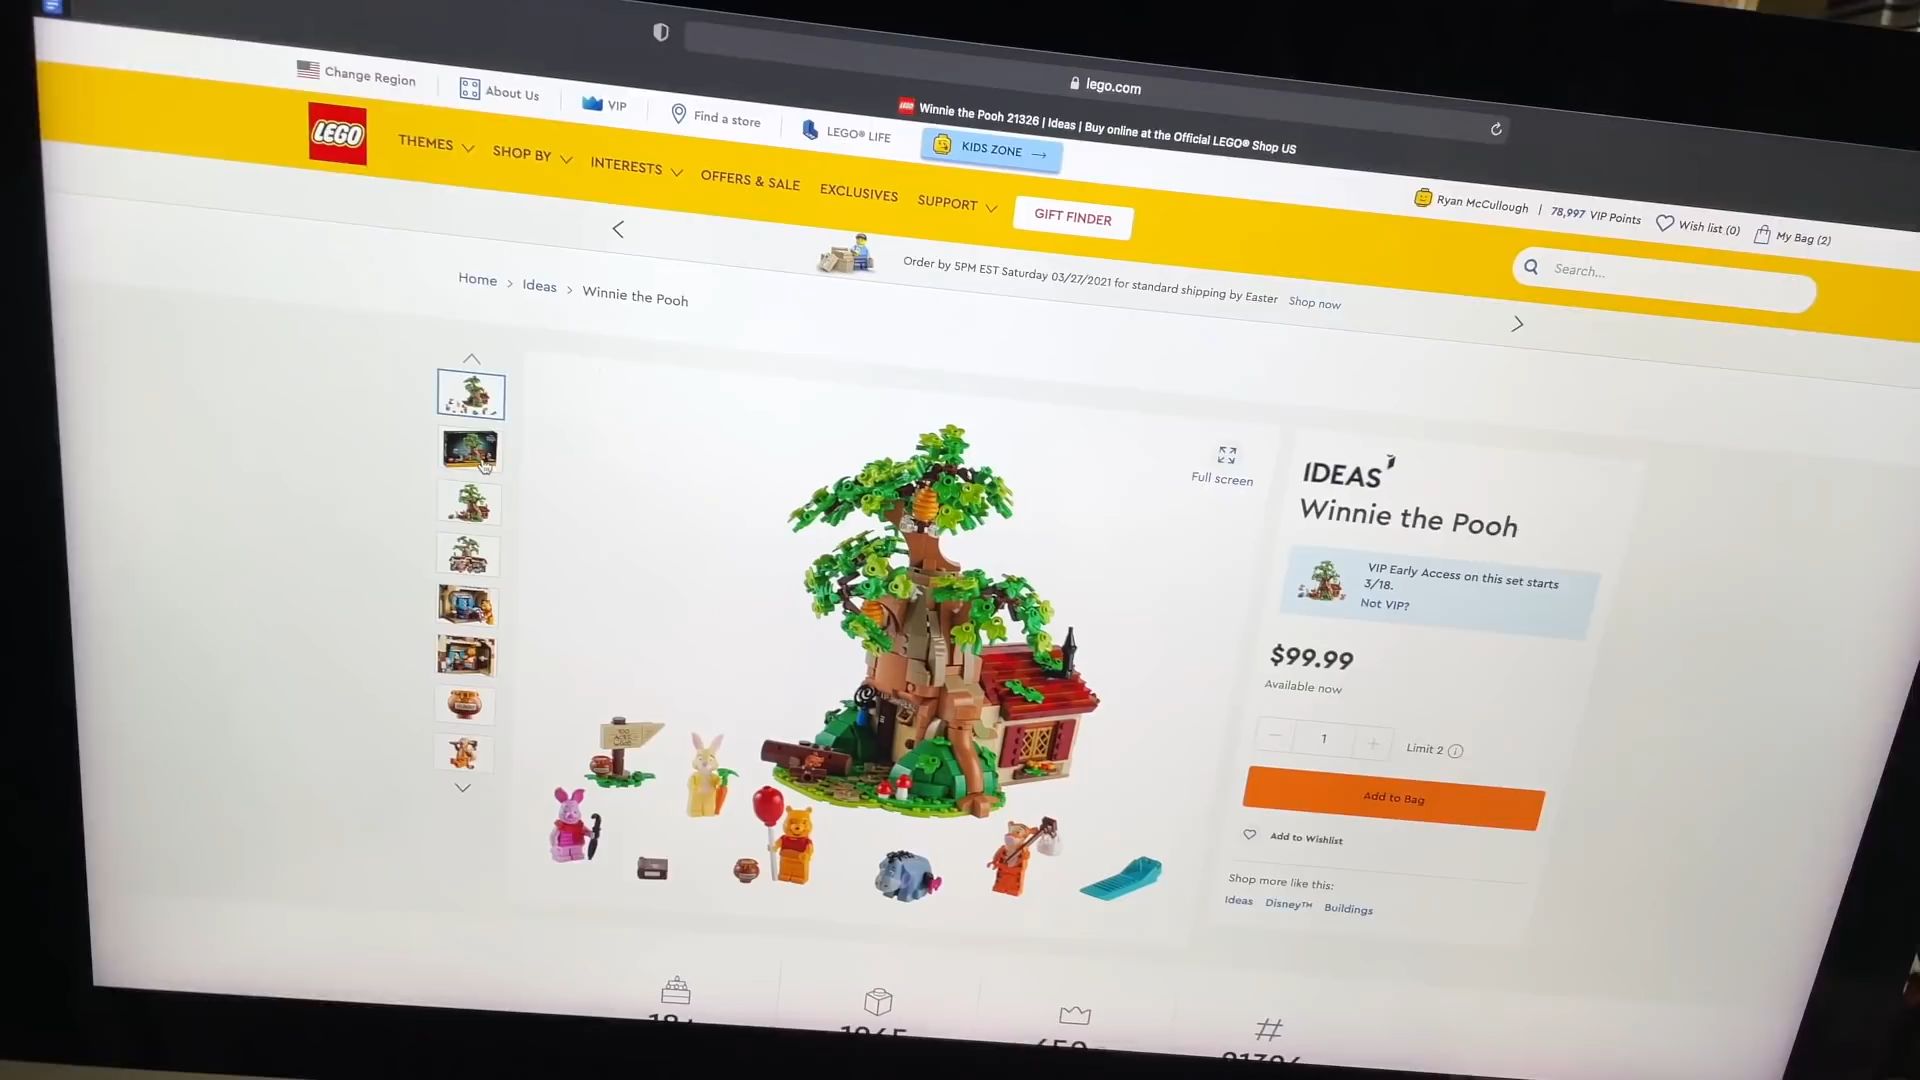 lego.com
Winnie the Pooh 21326 | Ideas | Buy online at the Official LEGO® Shop US
Change Region
About Us
VIP
Find a store
LEGO® LIFE
KIDS ZONE
Ryan McCullough | 78,997 VIP Points
Wish list (0)
My Bag (2)
LEGO
THEMES
SHOP BY
INTERESTS
OFFERS & SALE
EXCLUSIVES
SUPPORT
GIFT FINDER
Search...
Order by 5PM EST Saturday 03/27/2021 for standard shipping by Easter Shop now
Home > Ideas > Winnie the Pooh
Full screen
IDEAS
Winnie the Pooh
VIP Early Access on this set starts
3/18.
Not VIP?
$99.99
Available now
1
Limit 2
Add to Bag
Add to Wishlist
Shop more like this:
Ideas Disney™ Buildings
18+
#
21326